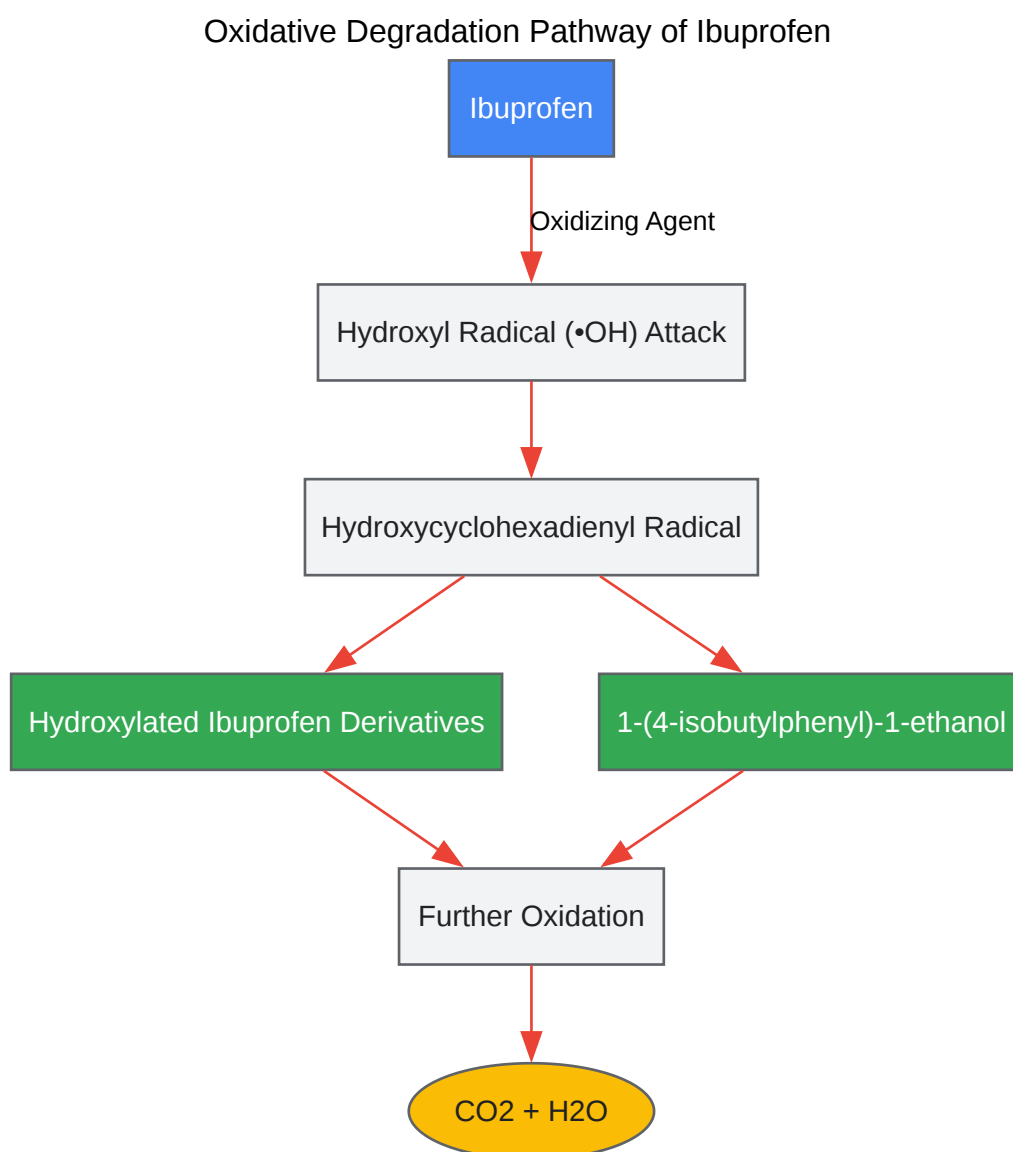 Oxidative Degradation Pathway of Ibuprofen
Ibuprofen
Oxidizing Agent
Hydroxyl Radical (•OH) Attack
Hydroxycyclohexadienyl Radical
Hydroxylated Ibuprofen Derivatives
1-(4-isobutylphenyl)-1-ethanol
Further Oxidation
CO2 + H2O